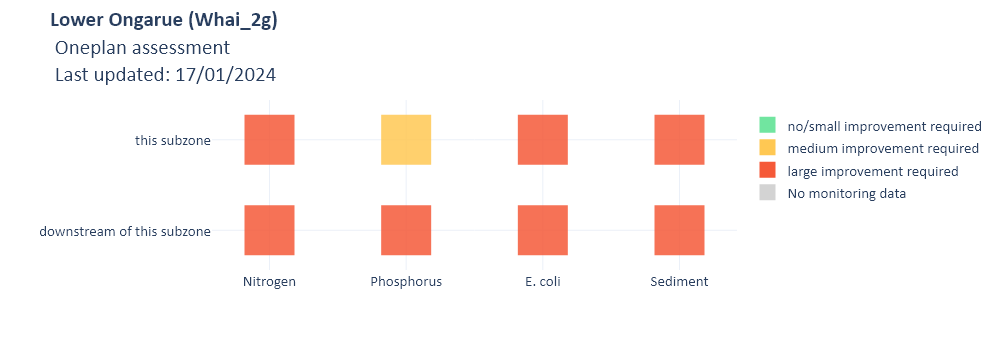 Lower Ongarue (Whai_2g)
Oneplan assessment
Last updated: 17/01/2024
this subzone
downstream of this subzone
Nitrogen
Phosphorus
E. coli
Sediment
no/small improvement required
medium improvement required
large improvement required
No monitoring data